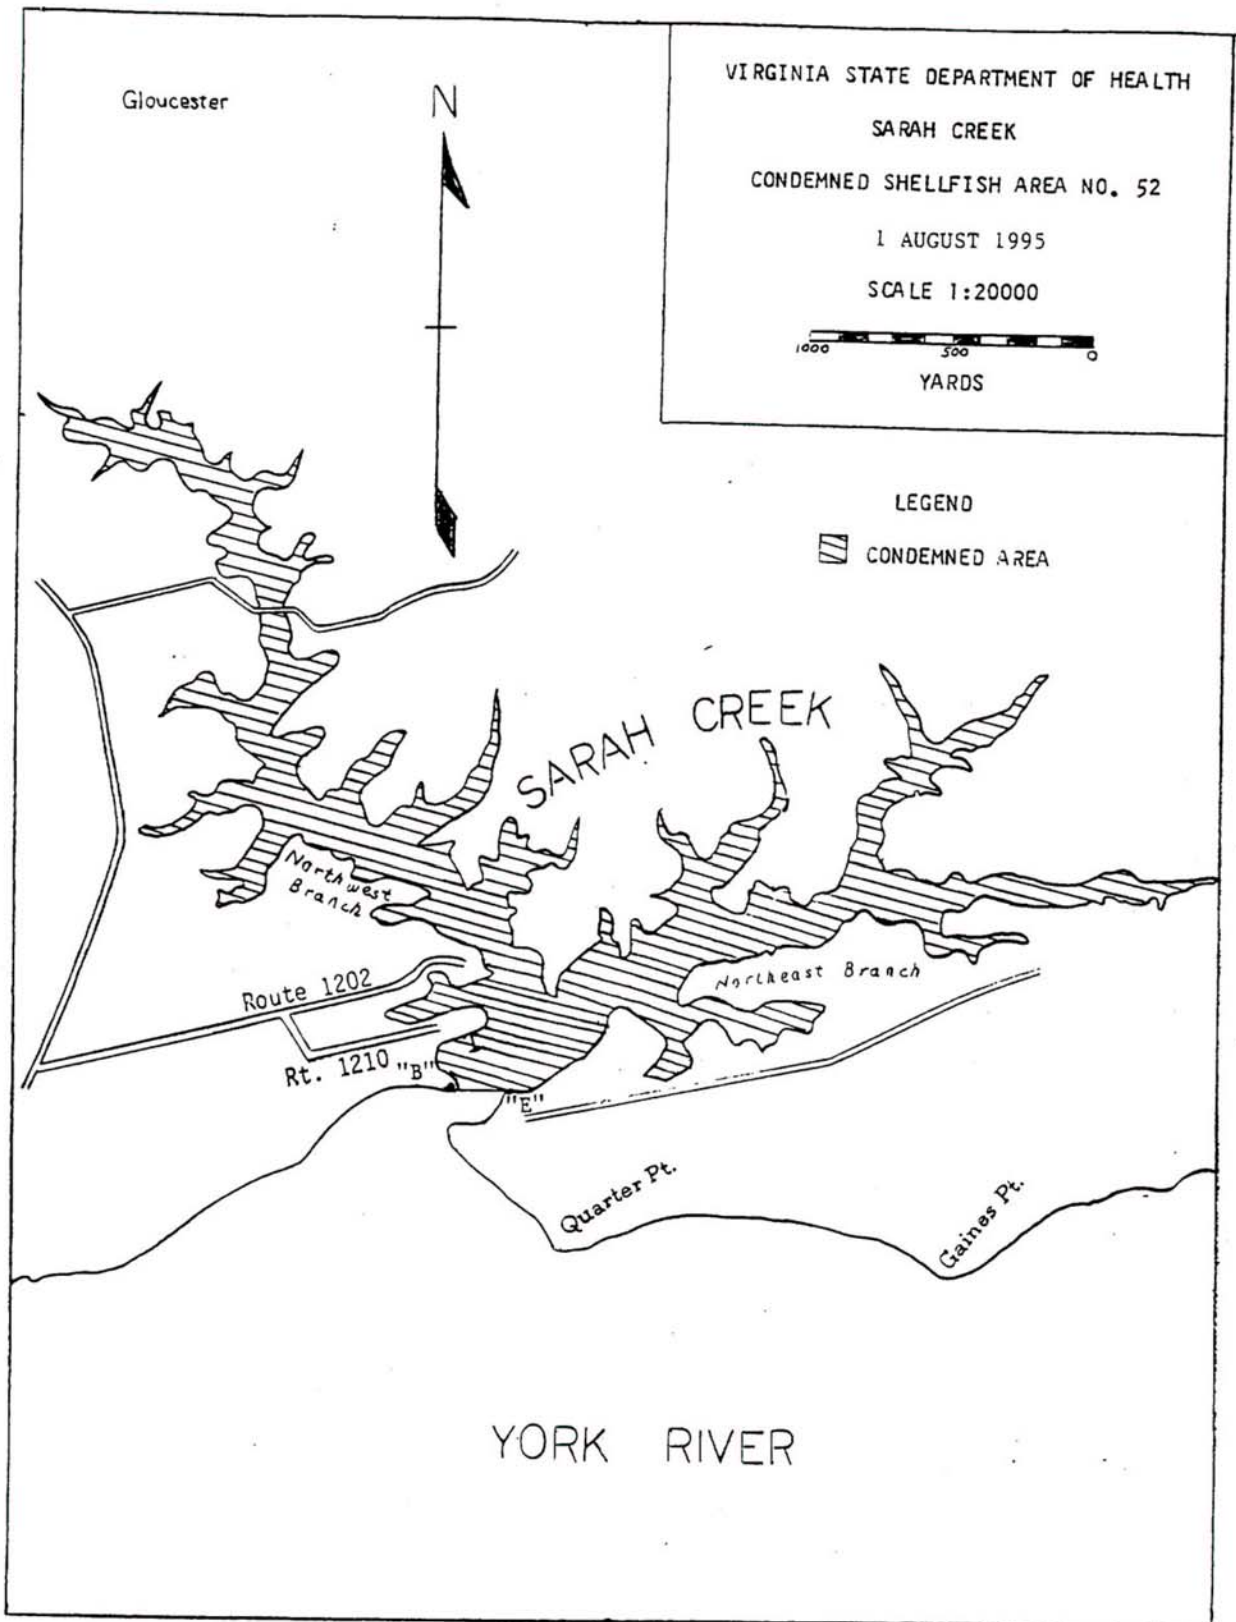 VIRGINIA STATE DEPARTMENT OF HEALTH
SARAH CREEK
CONDEMNED SHELLFISH AREA NO. 52
1 AUGUST 1995
SCALE 1:20000
1000 500 0
YARDS
Gloucester
N
LEGEND
CONDEMNED AREA
SARAH CREEK
Northwest
Branch
Northeast Branch
Route 1202
Rt. 1210
"B"
"E"
Quarter Pt.
Gaines Pt.
YORK RIVER